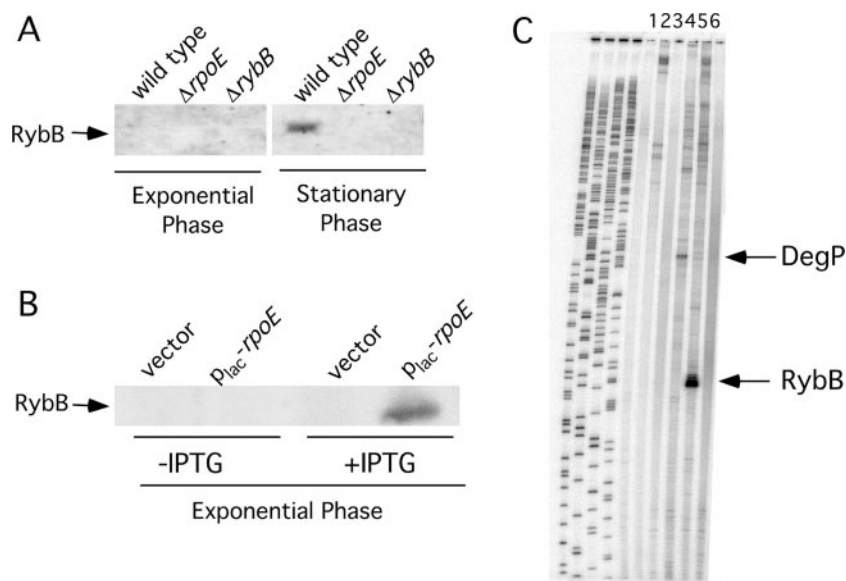 A
wild type
ΔrpoE
ΔrybB
wild type
ΔrpoE
ΔrybB
RybB
Exponential
Phase
Stationary
Phase
B
vector
plac-rpoE
vector
plac-rpoE
RybB
-IPTG
+IPTG
Exponential Phase
C
123456
DegP
RybB